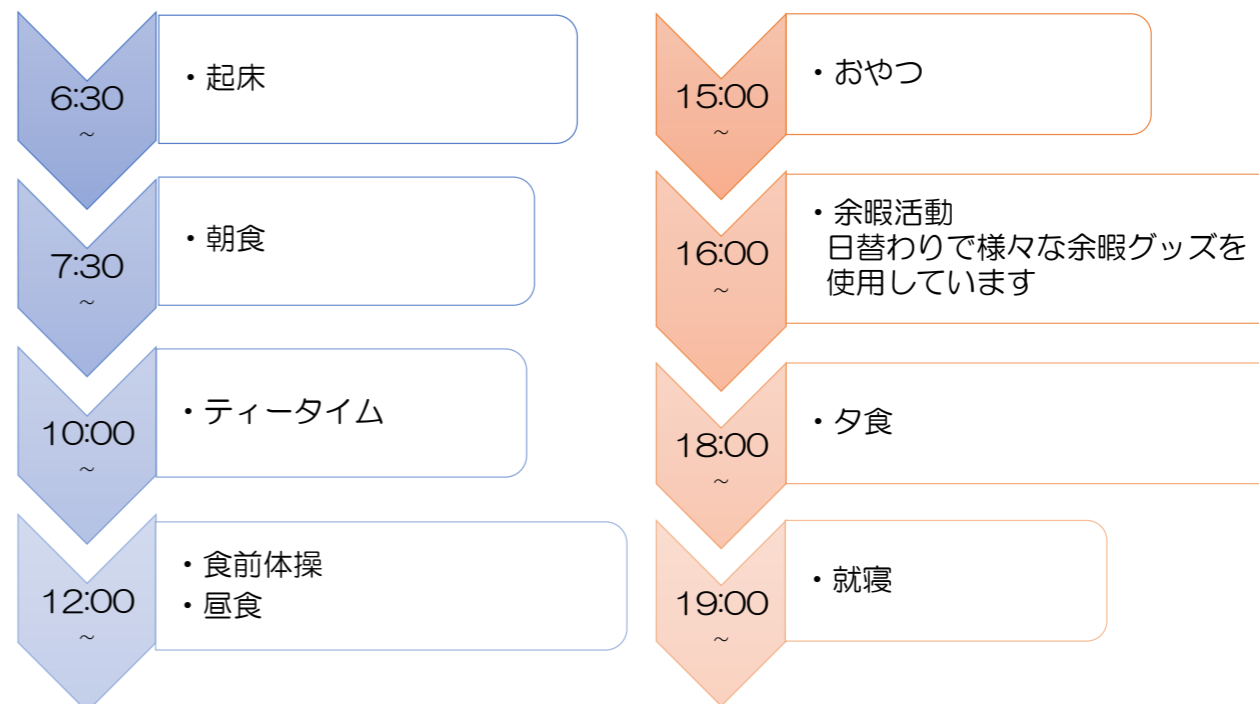 6:30
~
・起床
7:30
~
・朝食
10:00
~
・ティータイム
12:00
~
・食前体操
・昼食
15:00
~
・おやつ
16:00
~
・余暇活動
日替わりで様々な余暇グッズを
使用しています
18:00
~
・夕食
19:00
~
・就寝